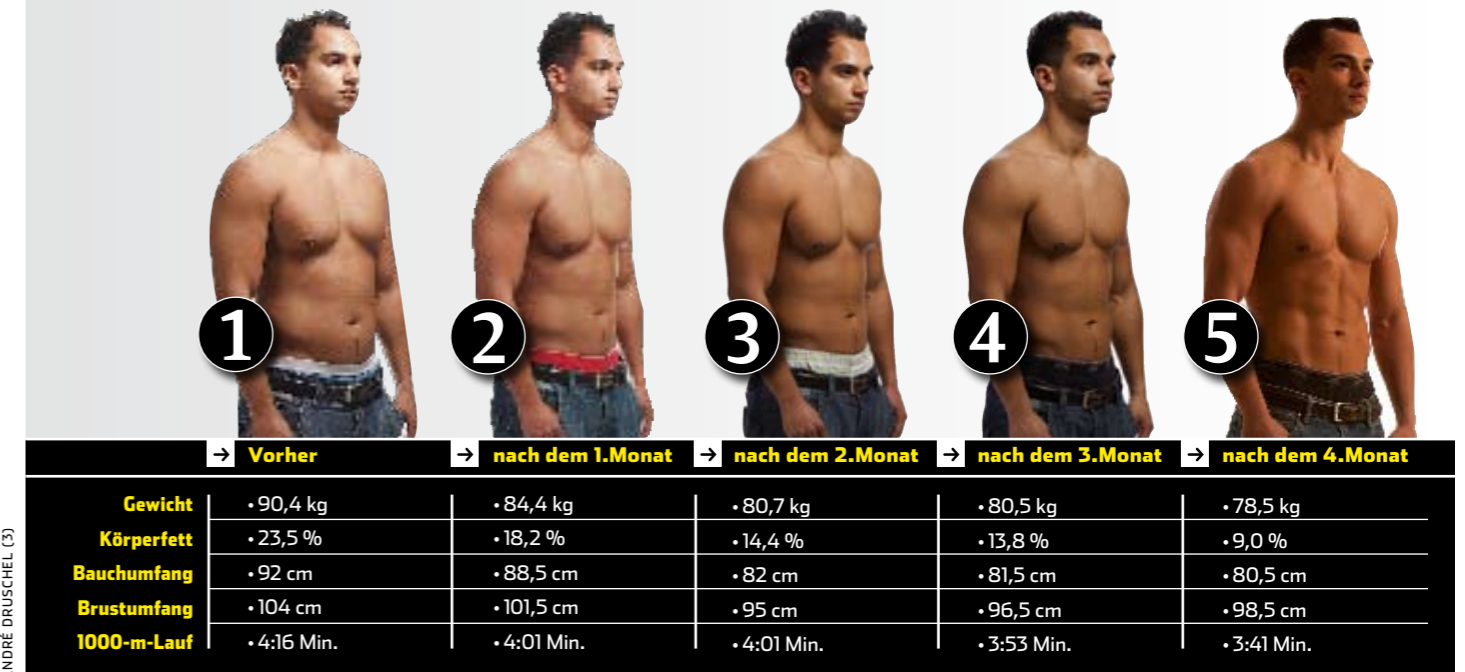 1
2
3
4
5
→ Vorher → nach dem 1.Monat → nach dem 2.Monat → nach dem 3.Monat → nach dem 4.Monat
Gewicht • 90,4 kg • 84,4 kg • 80,7 kg • 80,5 kg • 78,5 kg
Körperfett • 23,5 % • 18,2 % • 14,4 % • 13,8 % • 9,0 %
Bauchumfang • 92 cm • 88,5 cm • 82 cm • 81,5 cm • 80,5 cm
Brustumfang • 104 cm • 101,5 cm • 95 cm • 96,5 cm • 98,5 cm
1000-m-Lauf • 4:16 Min. • 4:01 Min. • 4:01 Min. • 3:53 Min. • 3:41 Min.
NDRÉ DRUSCHEL (3)